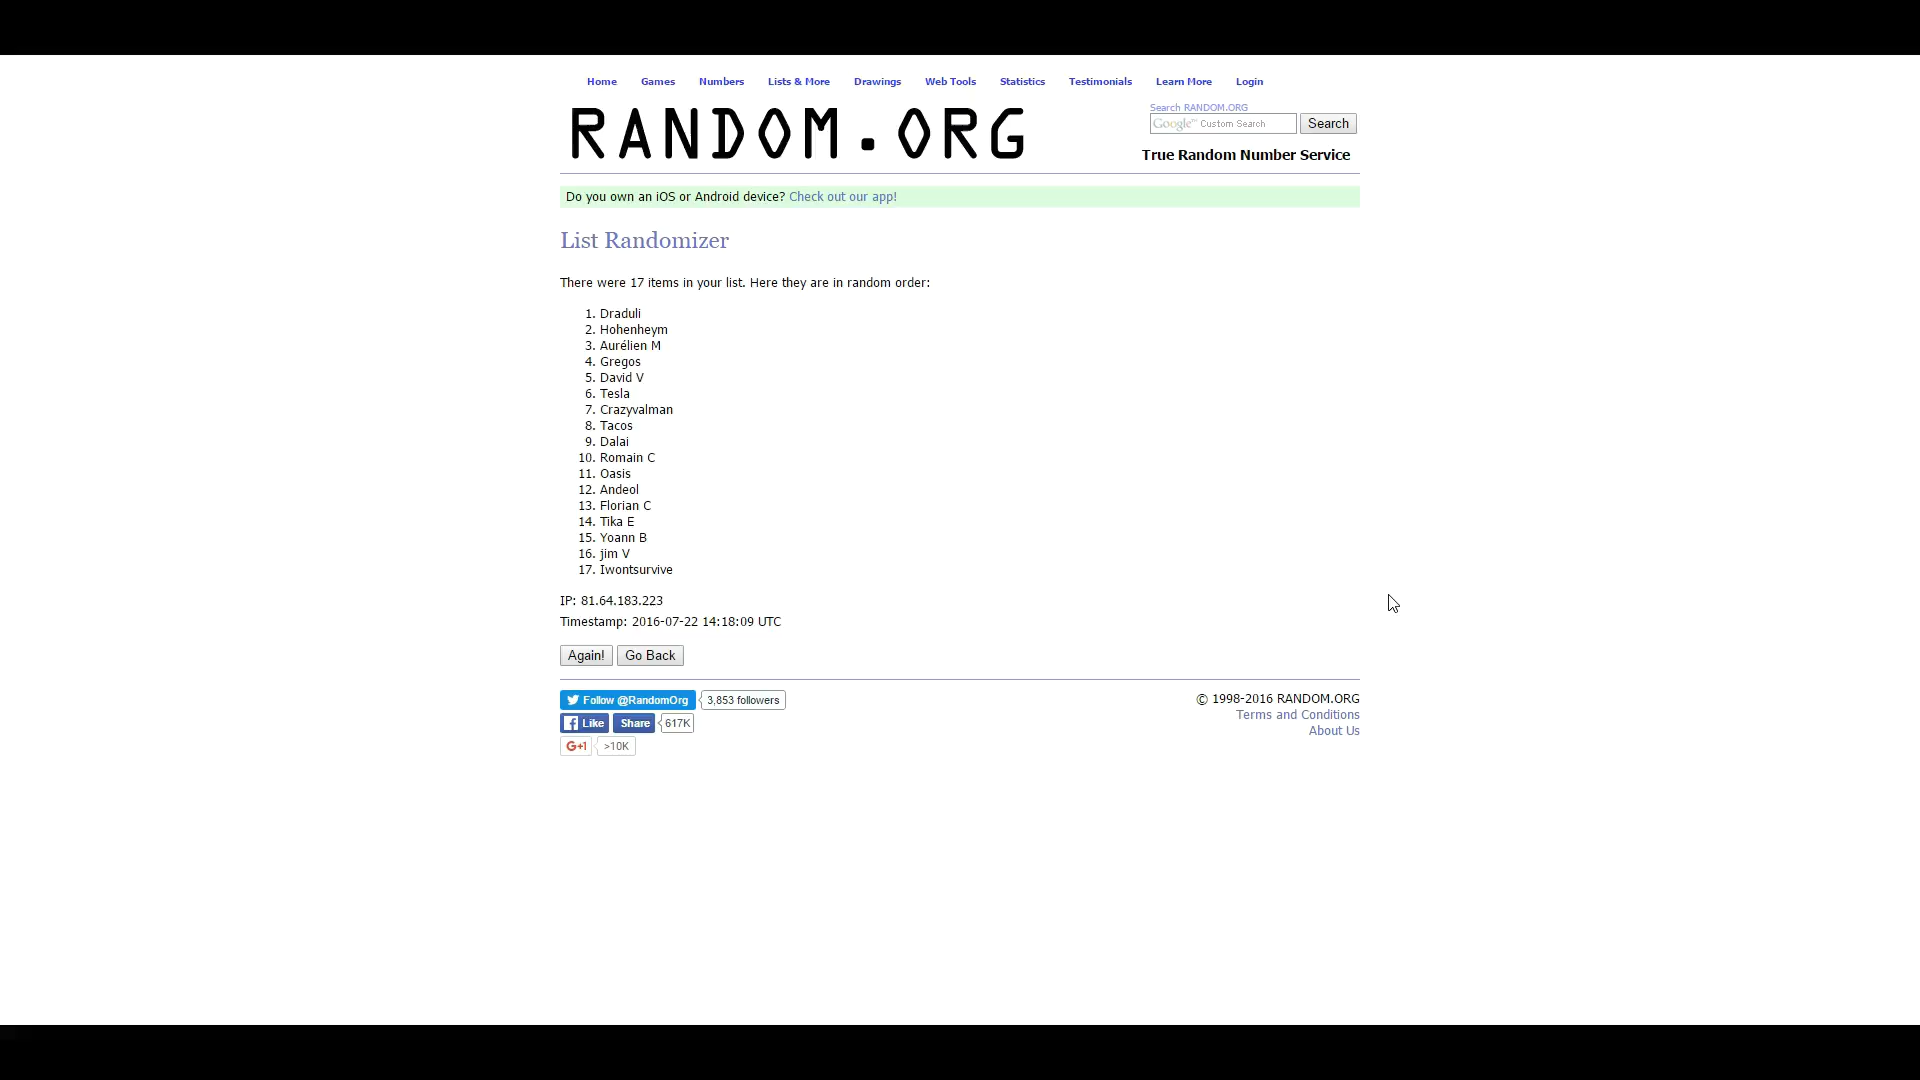 Home Games Numbers Lists & More Drawings Web Tools Statistics Testimonials Learn More Login
RANDOM.ORG
Search RANDOM.ORG
Google™ Custom Search Search
True Random Number Service
Do you own an iOS or Android device? Check out our app!
List Randomizer
There were 17 items in your list. Here they are in random order:
1. Draduli
2. Hohenheym
3. Aurélien M
4. Gregos
5. David V
6. Tesla
7. Crazyvalman
8. Tacos
9. Dalai
10. Romain C
11. Oasis
12. Andeol
13. Florian C
14. Tika E
15. Yoann B
16. jim V
17. Iwontsurvive
IP: 81.64.183.223
Timestamp: 2016-07-22 14:18:09 UTC
Again! Go Back
Follow @RandomOrg 3,853 followers
Like Share 617K
G+1 >10K
© 1998-2016 RANDOM.ORG
Terms and Conditions
About Us